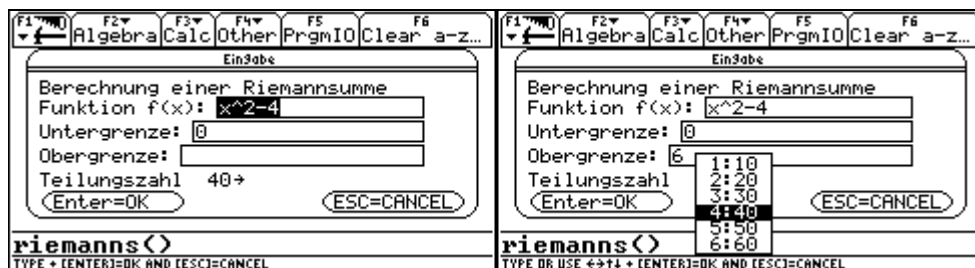 F1 F2 F3 F4 F5 F6
Algebra Calc Other PrgmIO Clear a-z…
Eingabe
Berechnung einer Riemannsumme
Funktion f(x): x^2-4
Untergrenze: 0
Obergrenze:
Teilungszahl 40→
Enter=OK ESC=CANCEL
riemanns()
TYPE + [ENTER]=OK AND [ESC]=CANCEL
F1 F2 F3 F4 F5 F6
Algebra Calc Other PrgmIO Clear a-z…
Eingabe
Berechnung einer Riemannsumme
Funktion f(x): x^2-4
Untergrenze: 0
Obergrenze: 6
Teilungszahl
1:10
2:20
3:30
4:40
5:50
6:60
Enter=OK ESC=CANCEL
riemanns()
TYPE OR USE ←→↑↓ + [ENTER]=OK AND [ESC]=CANCEL